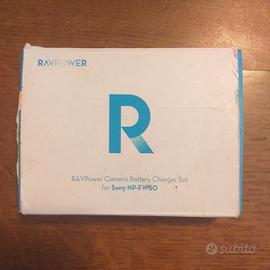 RAVPOWER
R
RAVPower Camera Battery Charger Set
for Sony NP-FW50
subito